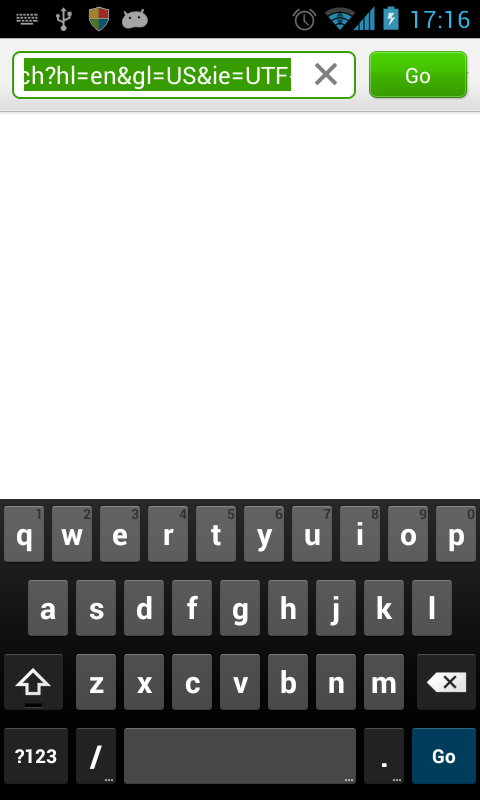 17:16
ch?hl=en&gl=US&ie=UTF-
Go
1 2 3 4 5 6 7 8 9 0
q w e r t y u i o p
a s d f g h j k l
z x c v b n m
?123 / ... ... . ... Go